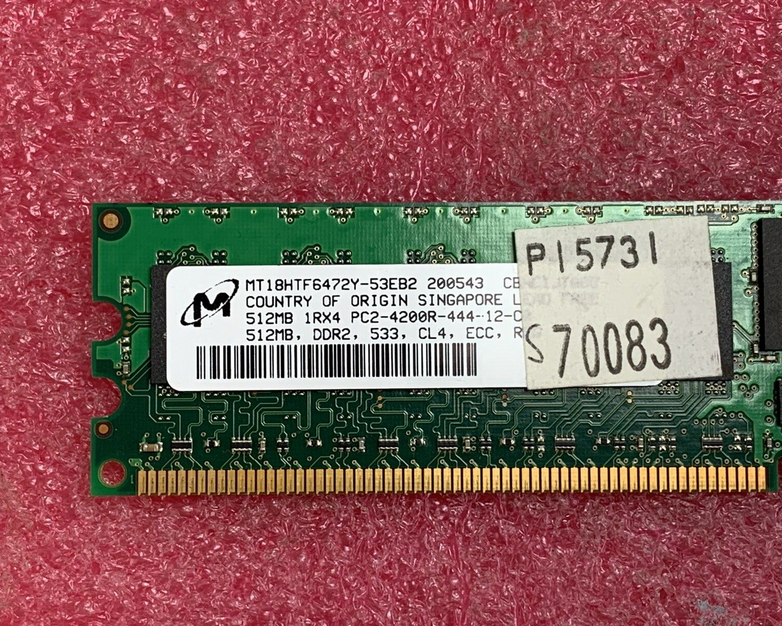 MT18HTF6472Y-53EB2 200543 CB
COUNTRY OF ORIGIN SINGAPORE
512MB 1RX4 PC2-4200R-444-12-C
512MB, DDR2, 533, CL4, ECC, R
P15731
S70083